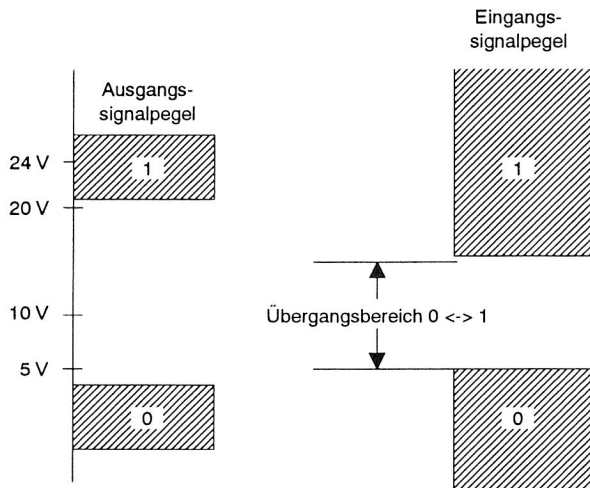 Eingangs-
signalpegel
Ausgangs-
signalpegel
24 V
1
1
20 V
10 V
Übergangsbereich 0 <-> 1
5 V
0
0